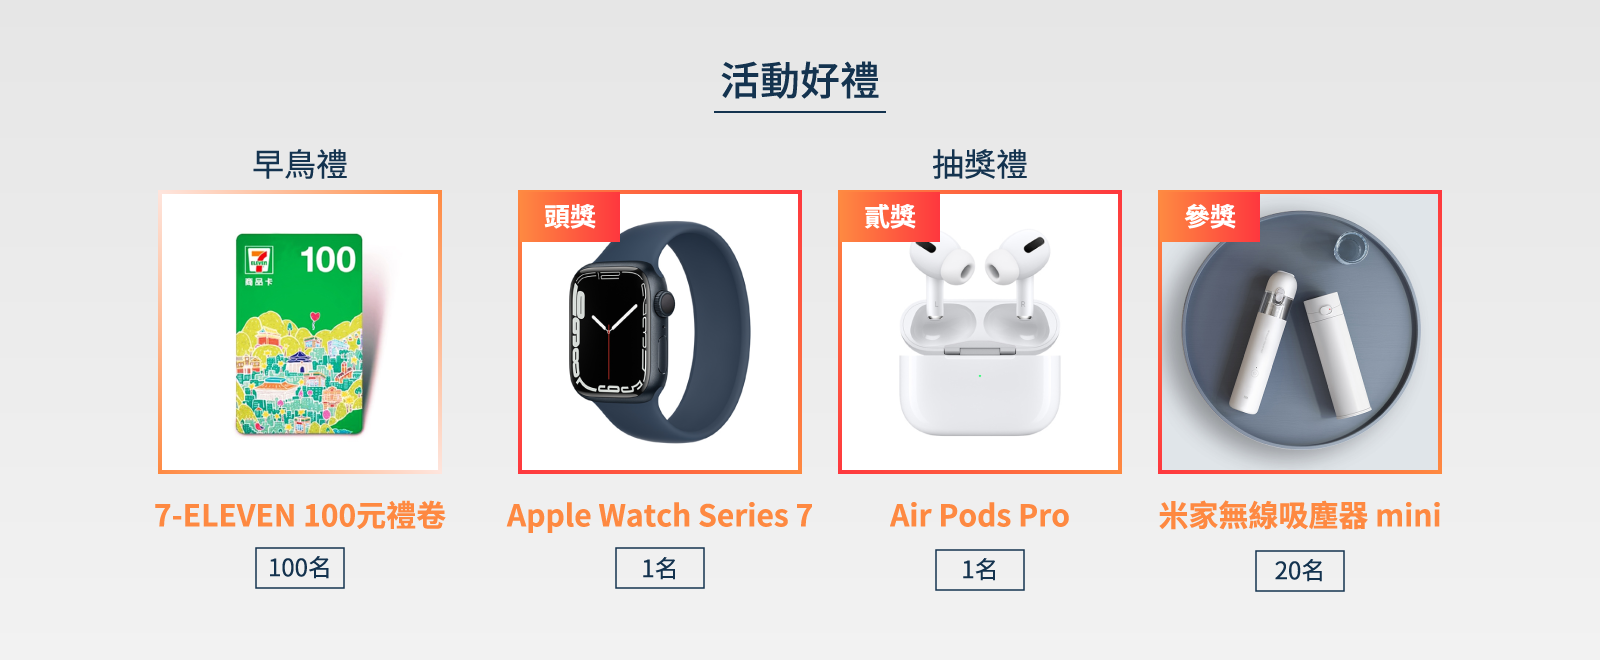 活動好禮
早鳥禮
抽獎禮
100
7
ELEVEN
商品卡
頭獎
貳獎
參獎
7-ELEVEN 100元禮卷
Apple Watch Series 7
Air Pods Pro
米家無線吸塵器 mini
100名
1名
1名
20名